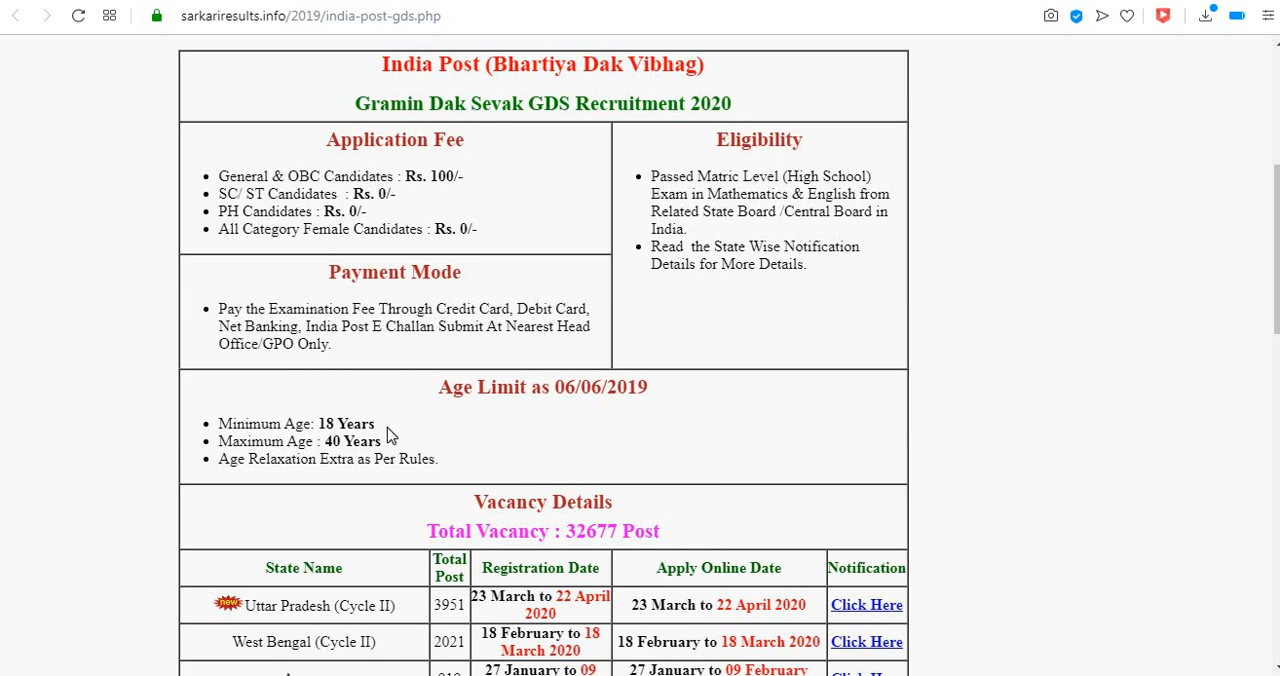 sarkariresults.info/2019/india-post-gds.php
India Post (Bhartiya Dak Vibhag)
Gramin Dak Sevak GDS Recruitment 2020
Application Fee
General & OBC Candidates : Rs. 100/-
SC/ ST Candidates : Rs. 0/-
PH Candidates : Rs. 0/-
All Category Female Candidates : Rs. 0/-
Eligibility
Passed Matric Level (High School)
Exam in Mathematics & English from
Related State Board /Central Board in
India.
Read the State Wise Notification
Details for More Details.
Payment Mode
Pay the Examination Fee Through Credit Card, Debit Card,
Net Banking, India Post E Challan Submit At Nearest Head
Office/GPO Only.
Age Limit as 06/06/2019
Minimum Age: 18 Years
Maximum Age : 40 Years
Age Relaxation Extra as Per Rules.
Vacancy Details
Total Vacancy : 32677 Post
State Name
Total
Post
Registration Date
Apply Online Date
Notification
new Uttar Pradesh (Cycle II)
3951
23 March to 22 April
2020
23 March to 22 April 2020
Click Here
West Bengal (Cycle II)
2021
18 February to 18
March 2020
18 February to 18 March 2020
Click Here
27 January to 09
27 January to 09 February